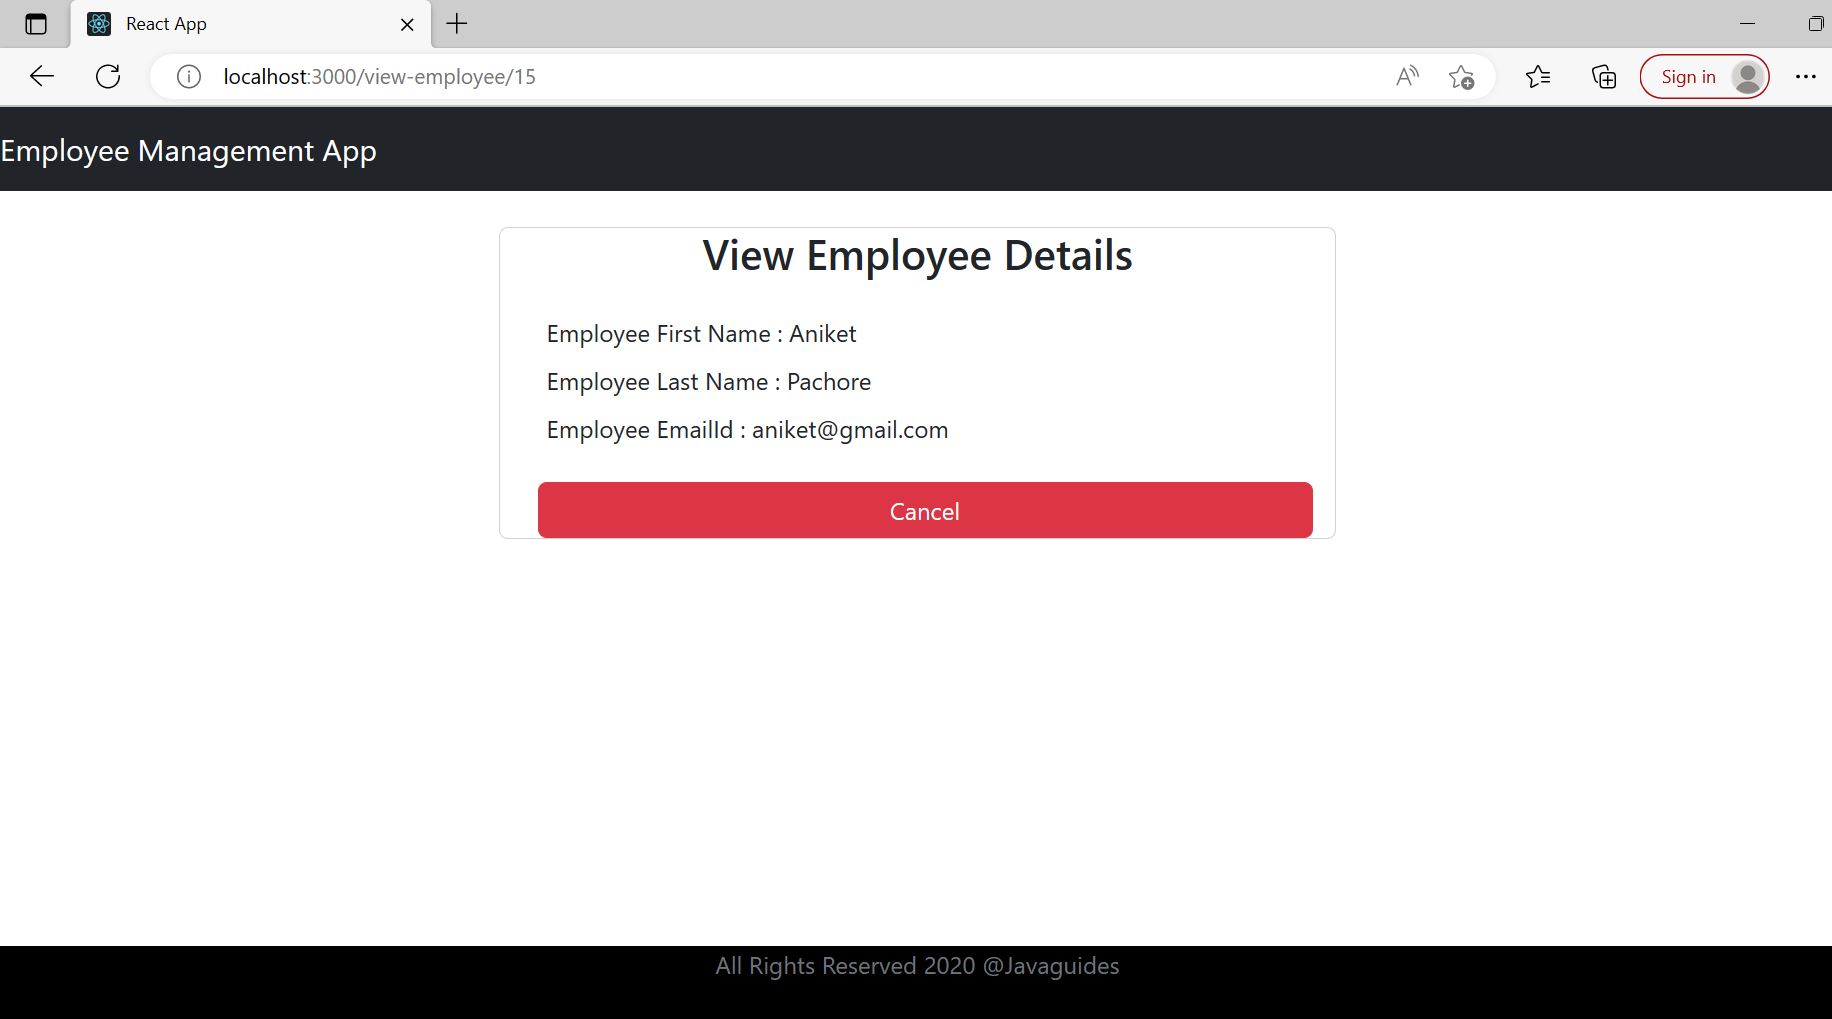 React App
localhost:3000/view-employee/15
Sign in
Employee Management App
View Employee Details
Employee First Name : Aniket
Employee Last Name : Pachore
Employee EmailId : aniket@gmail.com
Cancel
All Rights Reserved 2020 @Javaguides